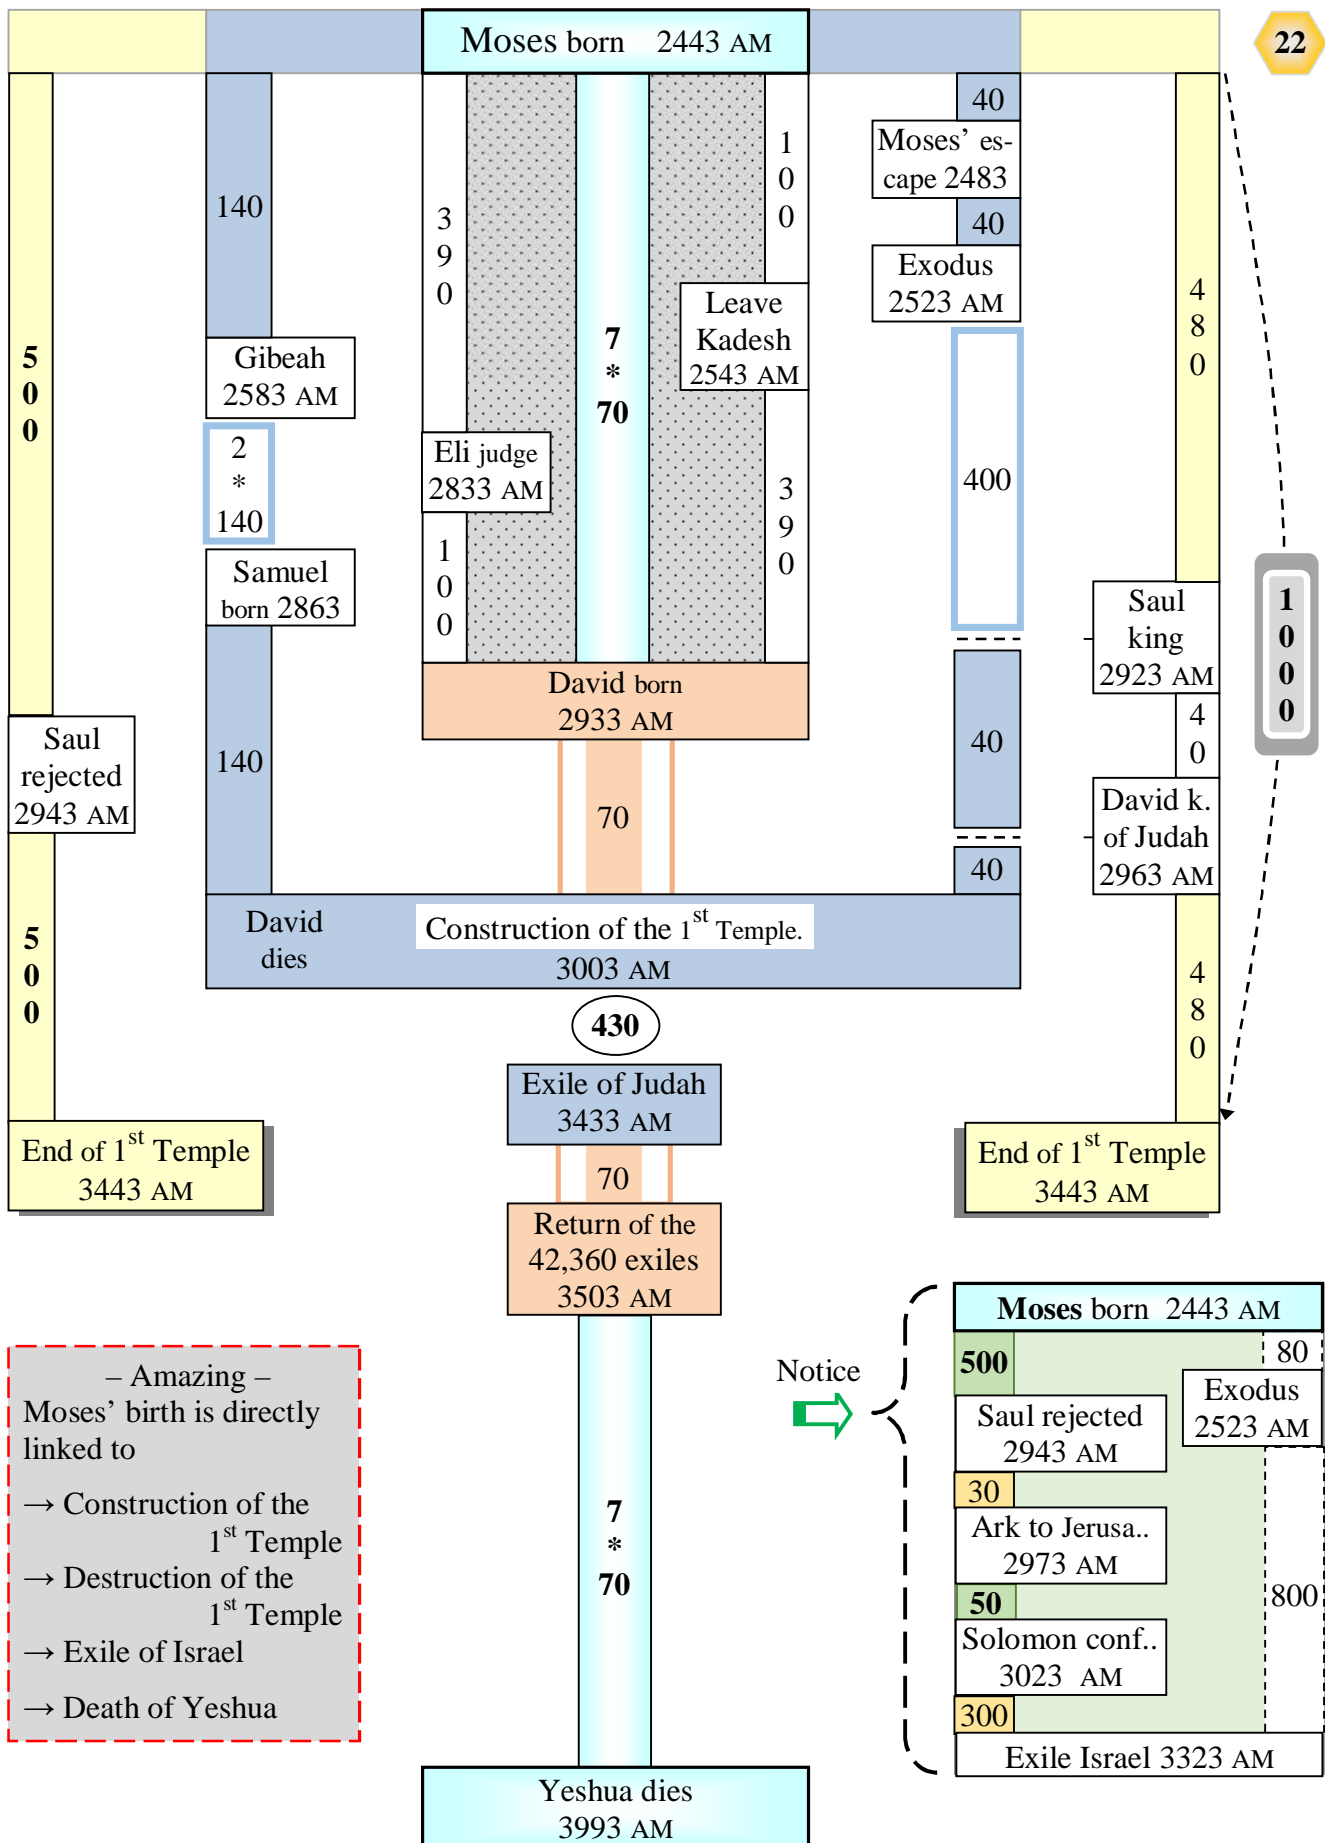 Moses born 2443 AM
22
500
Saul
rejected
2943 AM
500
End of 1st Temple
3443 AM
140
Gibeah
2583 AM
2
*
140
Samuel
born 2863
140
390
Eli judge
2833 AM
100
7
*
70
100
Leave
Kadesh
2543 AM
390
David born
2933 AM
70
40
Moses’ es-
cape 2483
40
Exodus
2523 AM
400
40
40
480
Saul
king
2923 AM
40
David k.
of Judah
2963 AM
480
End of 1st Temple
3443 AM
1000
David
dies
Construction of the 1st Temple.
3003 AM
430
Exile of Judah
3433 AM
70
Return of the
42,360 exiles
3503 AM
7
*
70
Yeshua dies
3993 AM
– Amazing –
Moses’ birth is directly
linked to
→ Construction of the
1st Temple
→ Destruction of the
1st Temple
→ Exile of Israel
→ Death of Yeshua
Notice
Moses born 2443 AM
500
80
Exodus
2523 AM
Saul rejected
2943 AM
30
Ark to Jerusa..
2973 AM
50
800
Solomon conf..
3023 AM
300
Exile Israel 3323 AM